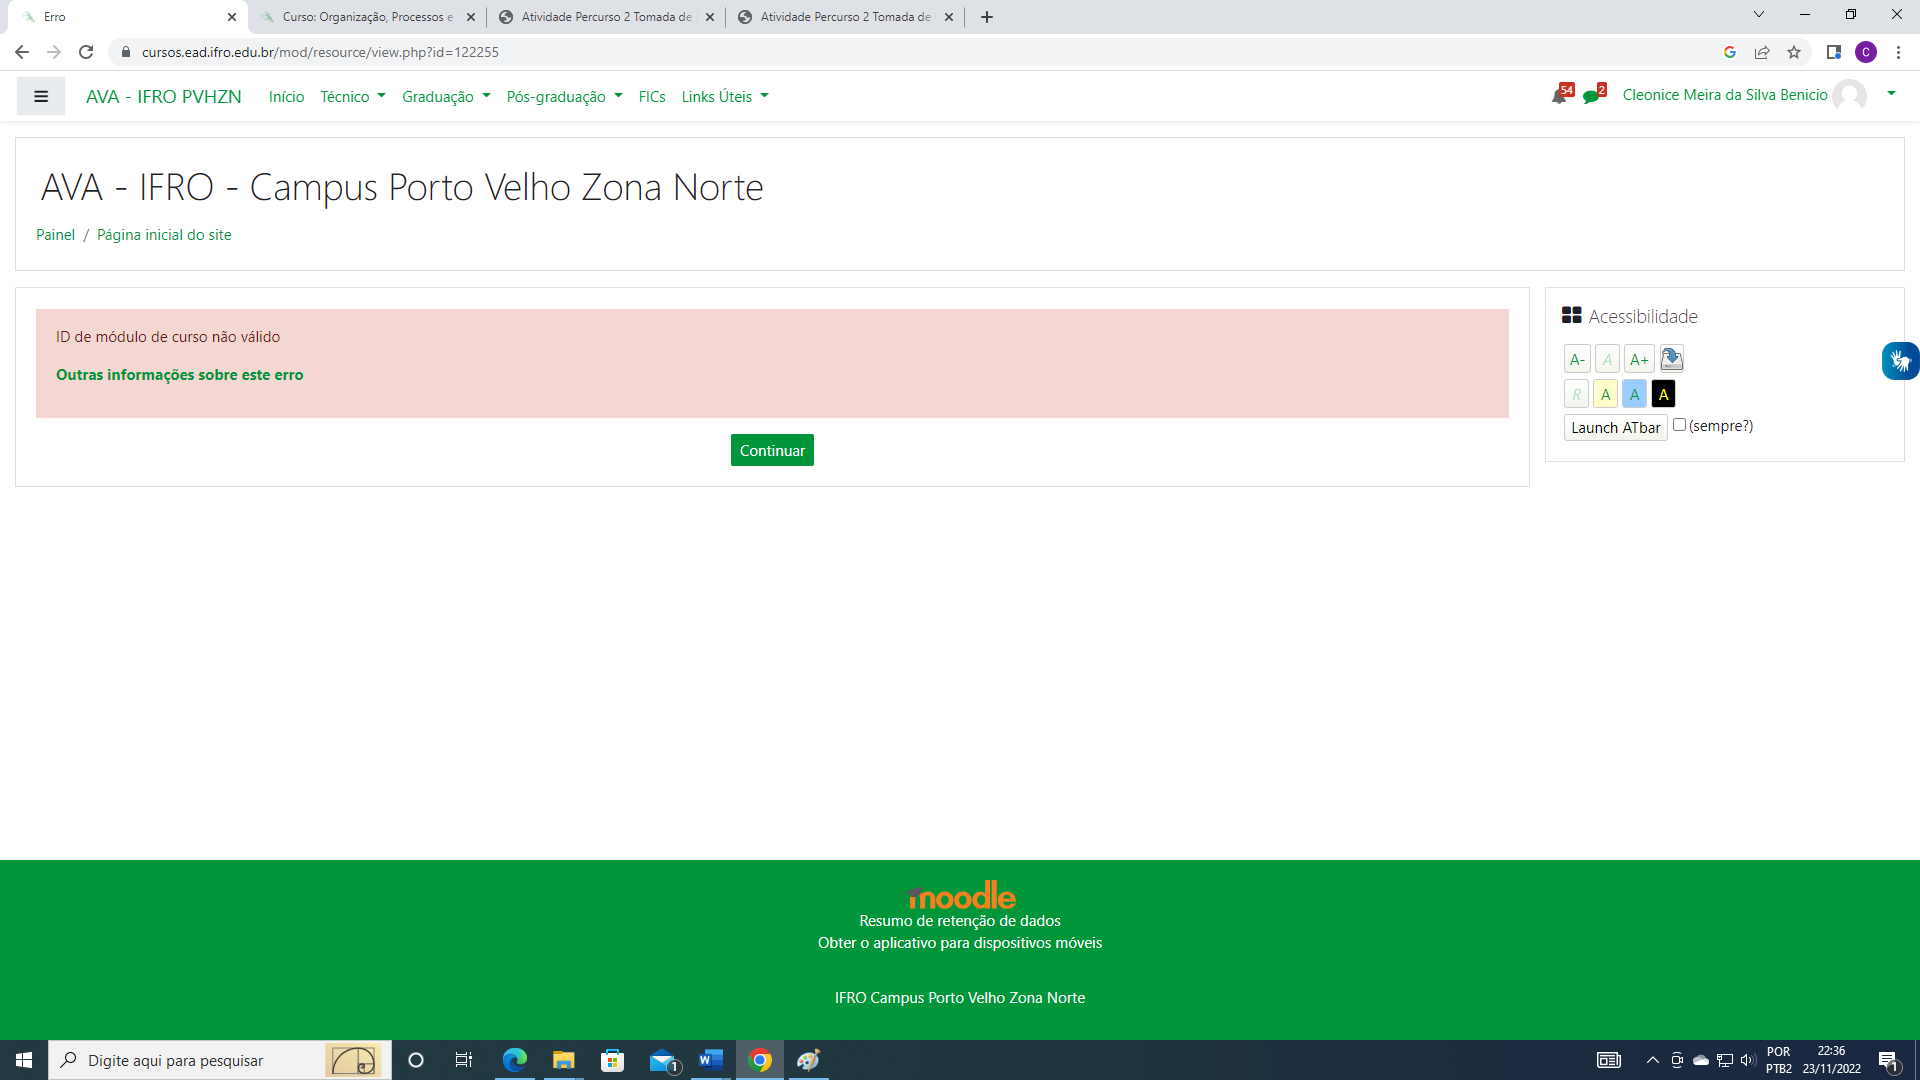 Erro
Curso: Organização, Processos e
Atividade Percurso 2 Tomada de
Atividade Percurso 2 Tomada de
cursos.ead.ifro.edu.br/mod/resource/view.php?id=122255
C
AVA - IFRO PVHZN
Início
Técnico
Graduação
Pós-graduação
FICs
Links Úteis
54
2
Cleonice Meira da Silva Benicio
AVA - IFRO - Campus Porto Velho Zona Norte
Painel / Página inicial do site
ID de módulo de curso não válido
Outras informações sobre este erro
Continuar
Acessibilidade
A- A A+
R A A A
Launch ATbar (sempre?)
moodle
Resumo de retenção de dados
Obter o aplicativo para dispositivos móveis
IFRO Campus Porto Velho Zona Norte
Digite aqui para pesquisar
1
POR
PTB2
22:36
23/11/2022
1